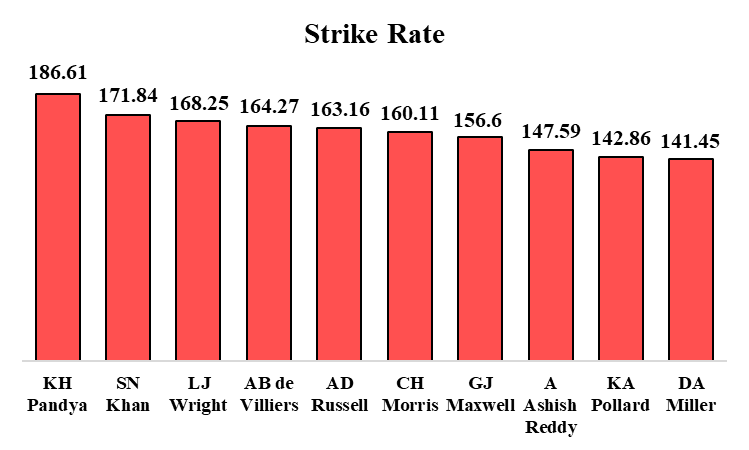 Strike Rate
186.61
171.84
168.25
164.27
163.16
160.11
156.6
147.59
142.86
141.45
KH
Pandya
SN
Khan
LJ
Wright
AB de
Villiers
AD
Russell
CH
Morris
GJ
Maxwell
A
Ashish
Reddy
KA
Pollard
DA
Miller